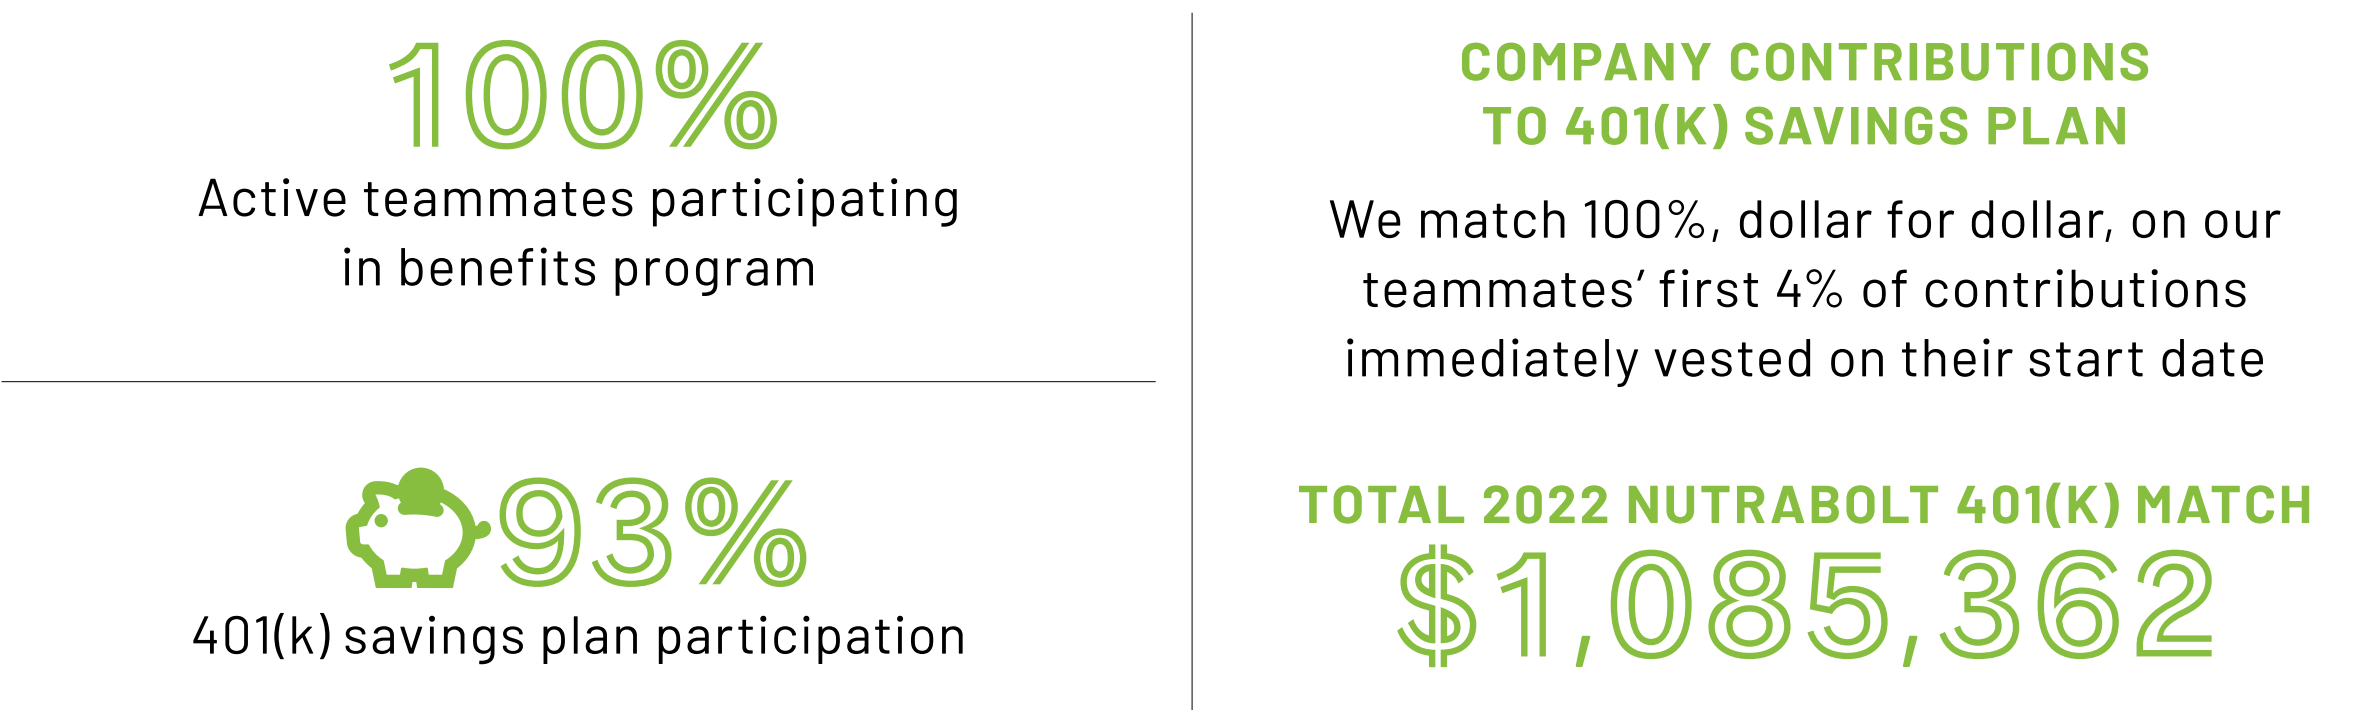 100%
Active teammates participating
in benefits program
93%
401(k) savings plan participation
COMPANY CONTRIBUTIONS
TO 401(K) SAVINGS PLAN
We match 100%, dollar for dollar, on our
teammates’ first 4% of contributions
immediately vested on their start date
TOTAL 2022 NUTRABOLT 401(K) MATCH
$1,085,362